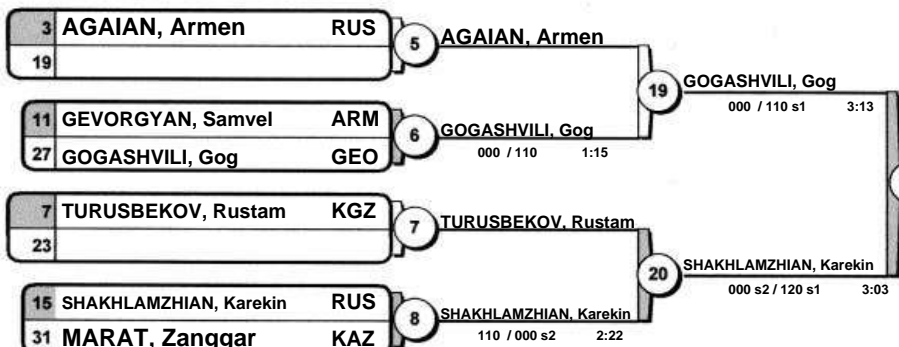 3 AGAIAN, Armen RUS
19
5
AGAIAN, Armen
11 GEVORGYAN, Samvel ARM
27 GOGASHVILI, Gog GEO
6
GOGASHVILI, Gog
000 / 110 1:15
19
GOGASHVILI, Gog
000 / 110 s1 3:13
7 TURUSBEKOV, Rustam KGZ
23
7
TURUSBEKOV, Rustam
15 SHAKHLAMZHIAN, Karekin RUS
31 MARAT, Zanggar KAZ
8
SHAKHLAMZHIAN, Karekin
110 / 000 s2 2:22
20
SHAKHLAMZHIAN, Karekin
000 s2 / 120 s1 3:03